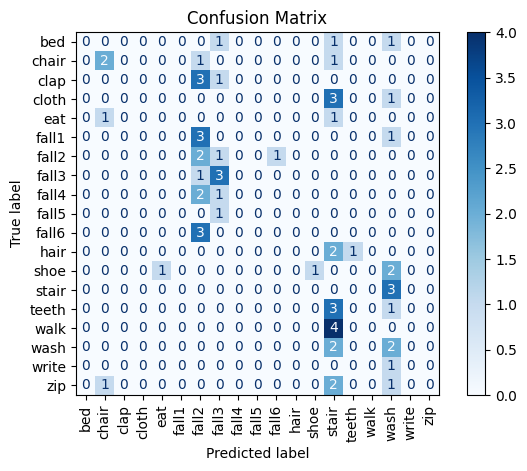 Confusion Matrix
True label
bed 0 0 0 0 0 0 0 1 0 0 0 0 0 1 0 0 1 0 0
chair 0 2 0 0 0 0 1 0 0 0 0 0 0 1 0 0 0 0 0
clap 0 0 0 0 0 0 3 1 0 0 0 0 0 0 0 0 0 0 0
cloth 0 0 0 0 0 0 0 0 0 0 0 0 0 3 0 0 1 0 0
eat 0 1 0 0 0 0 0 0 0 0 0 0 0 1 0 0 0 0 0
fall1 0 0 0 0 0 0 3 0 0 0 0 0 0 0 0 0 1 0 0
fall2 0 0 0 0 0 0 2 1 0 0 1 0 0 0 0 0 0 0 0
fall3 0 0 0 0 0 0 1 3 0 0 0 0 0 0 0 0 0 0 0
fall4 0 0 0 0 0 0 2 1 0 0 0 0 0 0 0 0 0 0 0
fall5 0 0 0 0 0 0 0 1 0 0 0 0 0 0 0 0 0 0 0
fall6 0 0 0 0 0 0 3 0 0 0 0 0 0 0 0 0 0 0 0
hair 0 0 0 0 0 0 0 0 0 0 0 0 0 2 1 0 0 0 0
shoe 0 0 0 0 1 0 0 0 0 0 0 0 1 0 0 0 2 0 0
stair 0 0 0 0 0 0 0 0 0 0 0 0 0 0 0 0 3 0 0
teeth 0 0 0 0 0 0 0 0 0 0 0 0 0 3 0 0 1 0 0
walk 0 0 0 0 0 0 0 0 0 0 0 0 0 4 0 0 0 0 0
wash 0 0 0 0 0 0 0 0 0 0 0 0 0 2 0 0 2 0 0
write 0 0 0 0 0 0 0 0 0 0 0 0 0 0 0 0 1 0 0
zip 0 1 0 0 0 0 0 0 0 0 0 0 0 2 0 0 1 0 0
bed chair clap cloth eat fall1 fall2 fall3 fall4 fall5 fall6 hair shoe stair teeth walk wash write zip
Predicted label
4.0
3.5
3.0
2.5
2.0
1.5
1.0
0.5
0.0